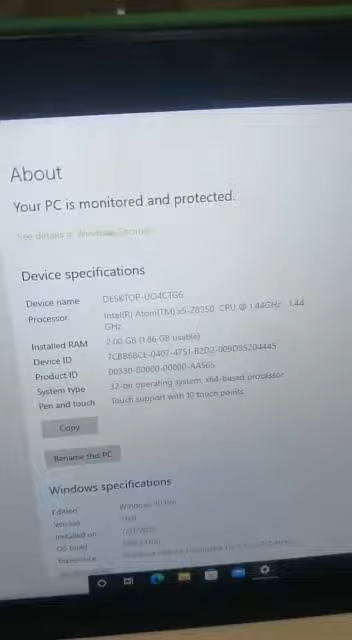 About
Your PC is monitored and protected.
See details in Windows Security
Device specifications
Device name DESKTOP-UO4C7G6
Processor Intel(R) Atom(TM) x5-Z8350 CPU @ 1.44GHz 1.44
GHz
Installed RAM 2.00 GB (1.86 GB usable)
Device ID
Product ID 00330-80000-00000-AA565
System type 32-bit operating system, x64-based processor
Pen and touch Touch support with 10 touch points
Copy
Rename this PC
Windows specifications
Edition Windows 10 Pro
Version
Installed on
OS build
Experience